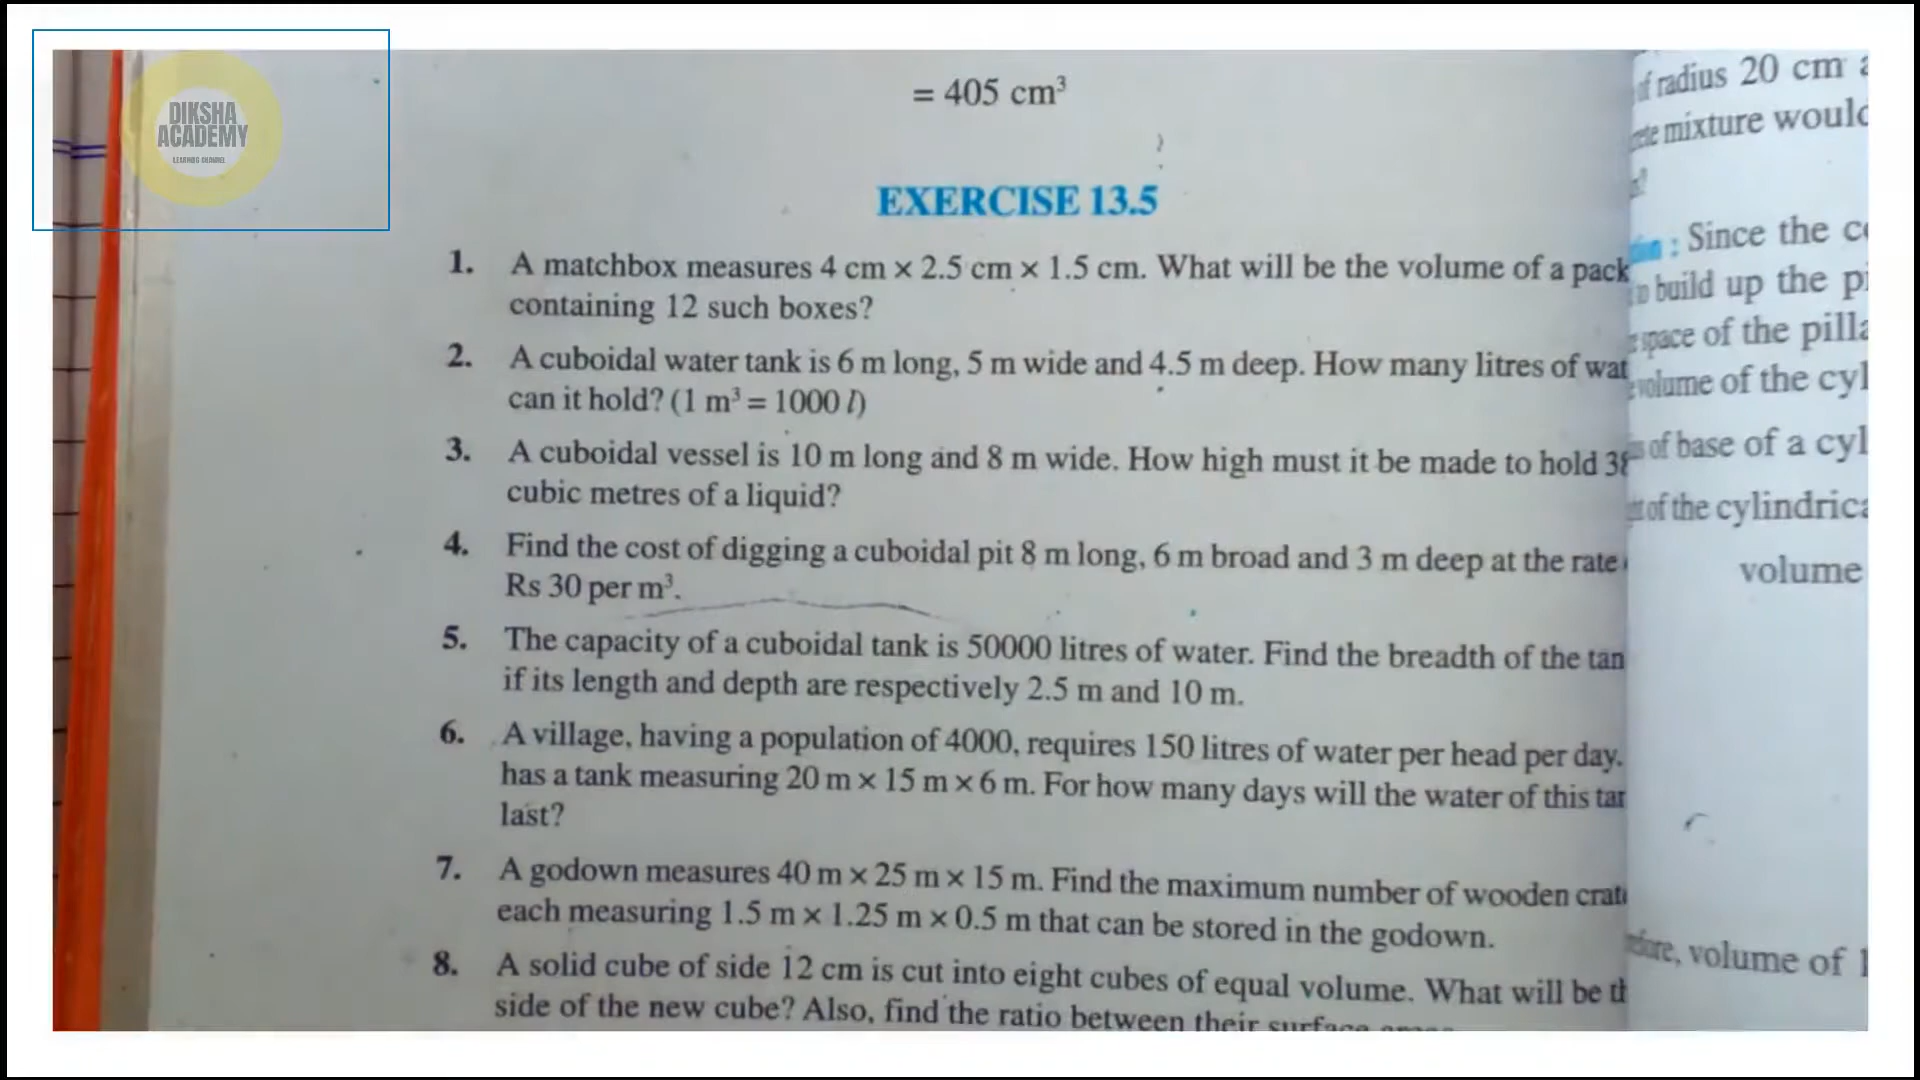 DIKSHA
ACADEMY
= 405 cm³
EXERCISE 13.5
1. A matchbox measures 4 cm × 2.5 cm × 1.5 cm. What will be the volume of a pack
containing 12 such boxes?
2. A cuboidal water tank is 6 m long, 5 m wide and 4.5 m deep. How many litres of wat
can it hold? (1 m³ = 1000 l)
3. A cuboidal vessel is 10 m long and 8 m wide. How high must it be made to hold 38
cubic metres of a liquid?
4. Find the cost of digging a cuboidal pit 8 m long, 6 m broad and 3 m deep at the rate
Rs 30 per m³.
5. The capacity of a cuboidal tank is 50000 litres of water. Find the breadth of the tan
if its length and depth are respectively 2.5 m and 10 m.
6. A village, having a population of 4000, requires 150 litres of water per head per day.
has a tank measuring 20 m × 15 m × 6 m. For how many days will the water of this tan
last?
7. A godown measures 40 m × 25 m × 15 m. Find the maximum number of wooden crat
each measuring 1.5 m × 1.25 m × 0.5 m that can be stored in the godown.
8. A solid cube of side 12 cm is cut into eight cubes of equal volume. What will be th
side of the new cube? Also, find the ratio between their surface
of radius 20 cm
mixture would
: Since the
build up the
space of the
volume of the
of base of a
of the
volume
volume of 1